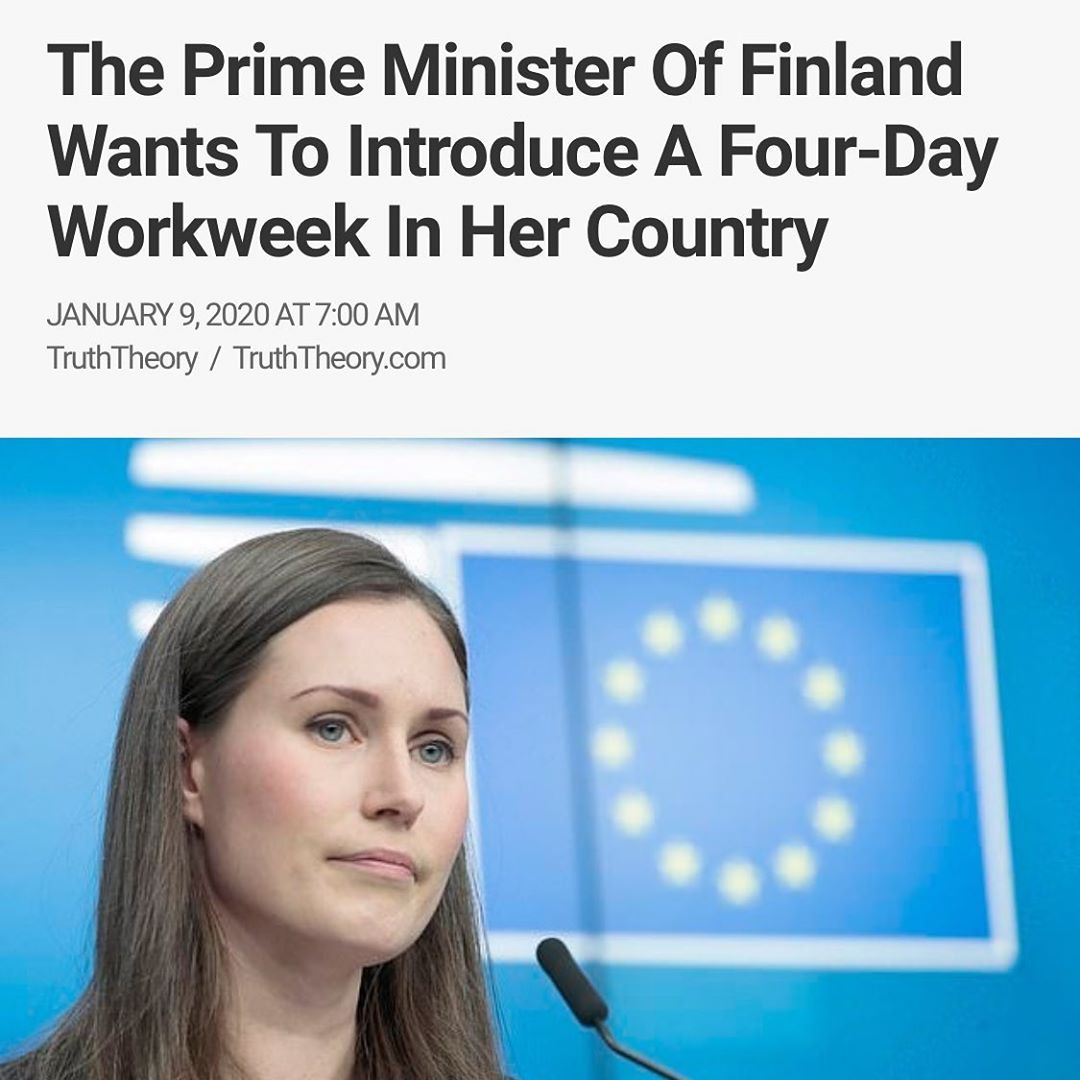 The Prime Minister Of Finland
Wants To Introduce A Four-Day
Workweek In Her Country
JANUARY 9, 2020 AT 7:00 AM
TruthTheory / TruthTheory.com